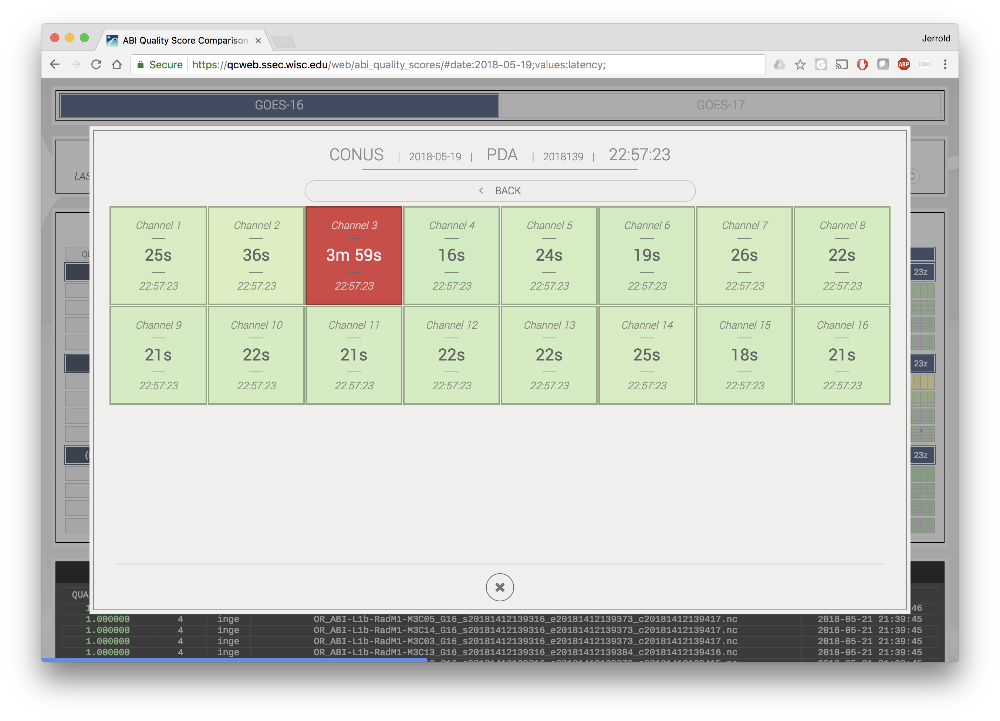 ABI Quality Score Comparison
Jerrold
Secure https://qcweb.ssec.wisc.edu/web/abi_quality_scores/#date:2018-05-19;values:latency;
ABP
PDF JS
GOES-16 GOES-17
CONUS | 2018-05-19 | PDA | 2018139 | 22:57:23
LAS C
BACK
Channel 1 Channel 2 Channel 3 Channel 4 Channel 5 Channel 6 Channel 7 Channel 8
25s 36s 3m 59s 16s 24s 19s 26s 22s
22:57:23 22:57:23 22:57:23 22:57:23 22:57:23 22:57:23 22:57:23 22:57:23
23z
Channel 9 Channel 10 Channel 11 Channel 12 Channel 13 Channel 14 Channel 15 Channel 16
21s 22s 21s 22s 22s 25s 18s 21s
23z
22:57:23 22:57:23 22:57:23 22:57:23 22:57:23 22:57:23 22:57:23 22:57:23
23z
QUA
1 46
1.000000 4 inge OR_ABI-L1b-RadM1-M3C05_G16_s20181412139316_e20181412139373_c20181412139417.nc 2018-05-21 21:39:45
1.000000 4 inge OR_ABI-L1b-RadM1-M3C14_G16_s20181412139316_e20181412139373_c20181412139417.nc 2018-05-21 21:39:45
1.000000 4 inge OR_ABI-L1b-RadM1-M3C03_G16_s20181412139316_e20181412139373_c20181412139417.nc 2018-05-21 21:39:45
1.000000 4 inge OR_ABI-L1b-RadM1-M3C13_G16_s20181412139316_e20181412139384_c20181412139416.nc 2018-05-21 21:39:45